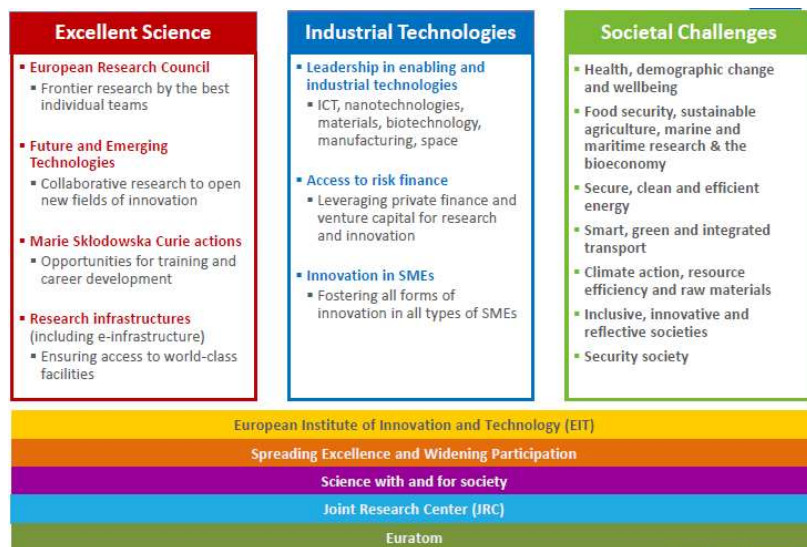 Excellent Science
▪ European Research Council
▪ Frontier research by the best
individual teams
▪ Future and Emerging
Technologies
▪ Collaborative research to open
new fields of innovation
▪ Marie Skłodowska Curie actions
▪ Opportunities for training and
career development
▪ Research infrastructures
(including e-infrastructure)
▪ Ensuring access to world-class
facilities
Industrial Technologies
▪ Leadership in enabling and
industrial technologies
▪ ICT, nanotechnologies,
materials, biotechnology,
manufacturing, space
▪ Access to risk finance
▪ Leveraging private finance and
venture capital for research
and innovation
▪ Innovation in SMEs
▪ Fostering all forms of
innovation in all types of SMEs
Societal Challenges
▪ Health, demographic change
and wellbeing
▪ Food security, sustainable
agriculture, marine and
maritime research & the
bioeconomy
▪ Secure, clean and efficient
energy
▪ Smart, green and integrated
transport
▪ Climate action, resource
efficiency and raw materials
▪ Inclusive, innovative and
reflective societies
▪ Security society
European Institute of Innovation and Technology (EIT)
Spreading Excellence and Widening Participation
Science with and for society
Joint Research Center (JRC)
Euratom